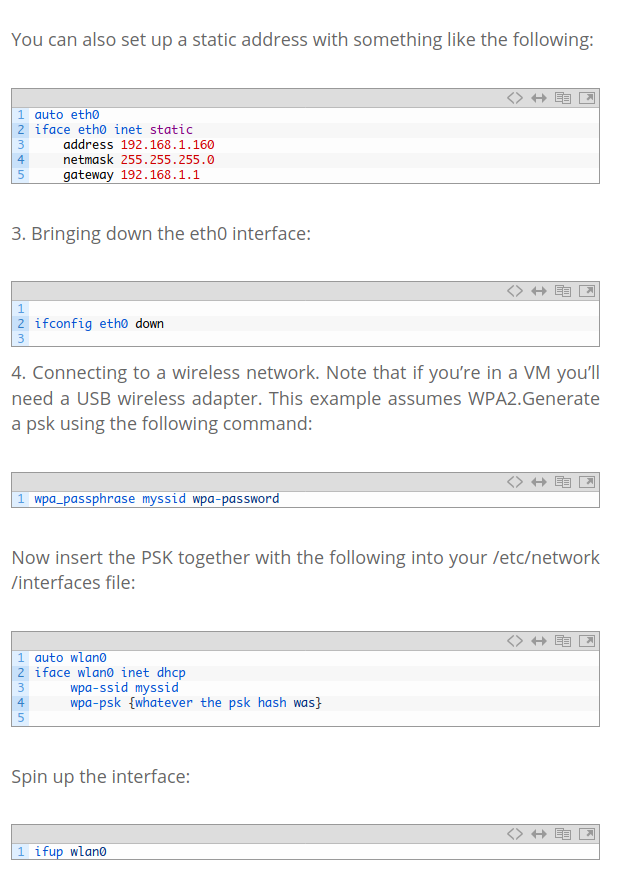 You can also set up a static address with something like the following:
1 auto eth0
2 iface eth0 inet static
3     address 192.168.1.160
4     netmask 255.255.255.0
5     gateway 192.168.1.1
3. Bringing down the eth0 interface:
1
2 ifconfig eth0 down
3
4. Connecting to a wireless network. Note that if you’re in a VM you’ll
need a USB wireless adapter. This example assumes WPA2.Generate
a psk using the following command:
1 wpa_passphrase myssid wpa-password
Now insert the PSK together with the following into your /etc/network
/interfaces file:
1 auto wlan0
2 iface wlan0 inet dhcp
3      wpa-ssid myssid
4      wpa-psk {whatever the psk hash was}
5
Spin up the interface:
1 ifup wlan0